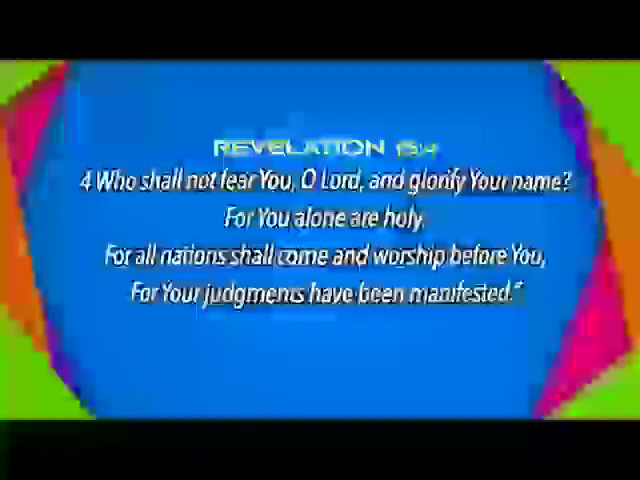 REVELATION 15:4
4 Who shall not fear You, O Lord, and glorify Your name?
For You alone are holy.
For all nations shall come and worship before You,
For Your judgments have been manifested."